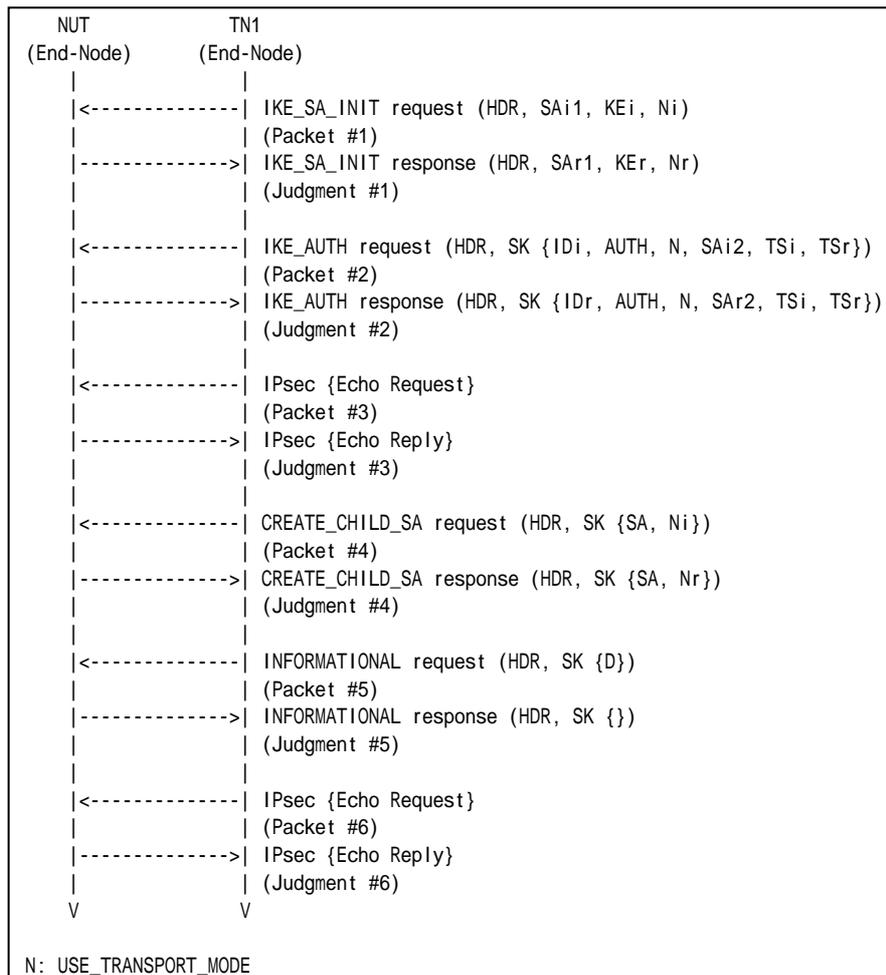 NUT TN1
(End-Node) (End-Node)
| |
|<--------------| IKE_SA_INIT request (HDR, SAi1, KEi, Ni)
| | (Packet #1)
|-------------->| IKE_SA_INIT response (HDR, SAr1, KEr, Nr)
| | (Judgment #1)
| |
|<--------------| IKE_AUTH request (HDR, SK {IDi, AUTH, N, SAi2, TSi, TSr})
| | (Packet #2)
|-------------->| IKE_AUTH response (HDR, SK {IDr, AUTH, N, SAr2, TSi, TSr})
| | (Judgment #2)
| |
|<--------------| IPsec {Echo Request}
| | (Packet #3)
|-------------->| IPsec {Echo Reply}
| | (Judgment #3)
| |
|<--------------| CREATE_CHILD_SA request (HDR, SK {SA, Ni})
| | (Packet #4)
|-------------->| CREATE_CHILD_SA response (HDR, SK {SA, Nr})
| | (Judgment #4)
| |
|<--------------| INFORMATIONAL request (HDR, SK {D})
| | (Packet #5)
|-------------->| INFORMATIONAL response (HDR, SK {})
| | (Judgment #5)
| |
|<--------------| IPsec {Echo Request}
| | (Packet #6)
|-------------->| IPsec {Echo Reply}
| | (Judgment #6)
V V
N: USE_TRANSPORT_MODE